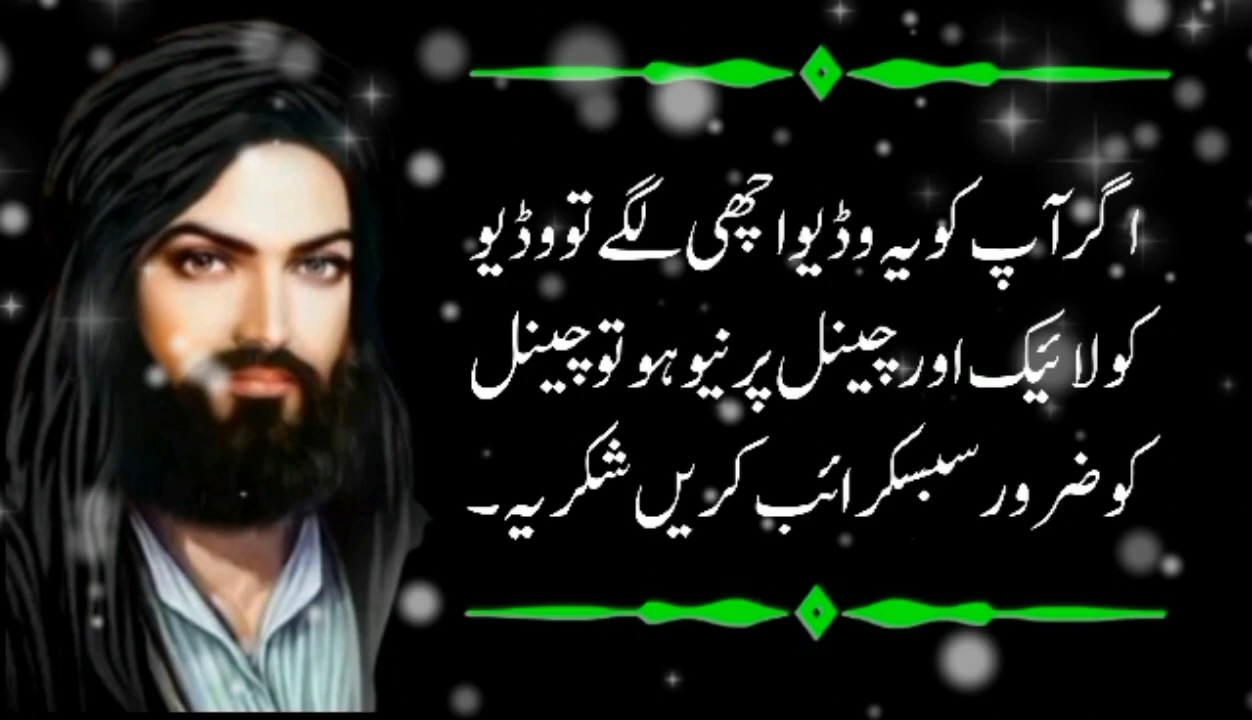 اگر آپ کو یہ وڈیو اچھی لگے تو وڈیو
کو لائیک اور چینل پر نیو ہو تو چینل
کو ضرور سبسکرائب کریں شکریہ۔